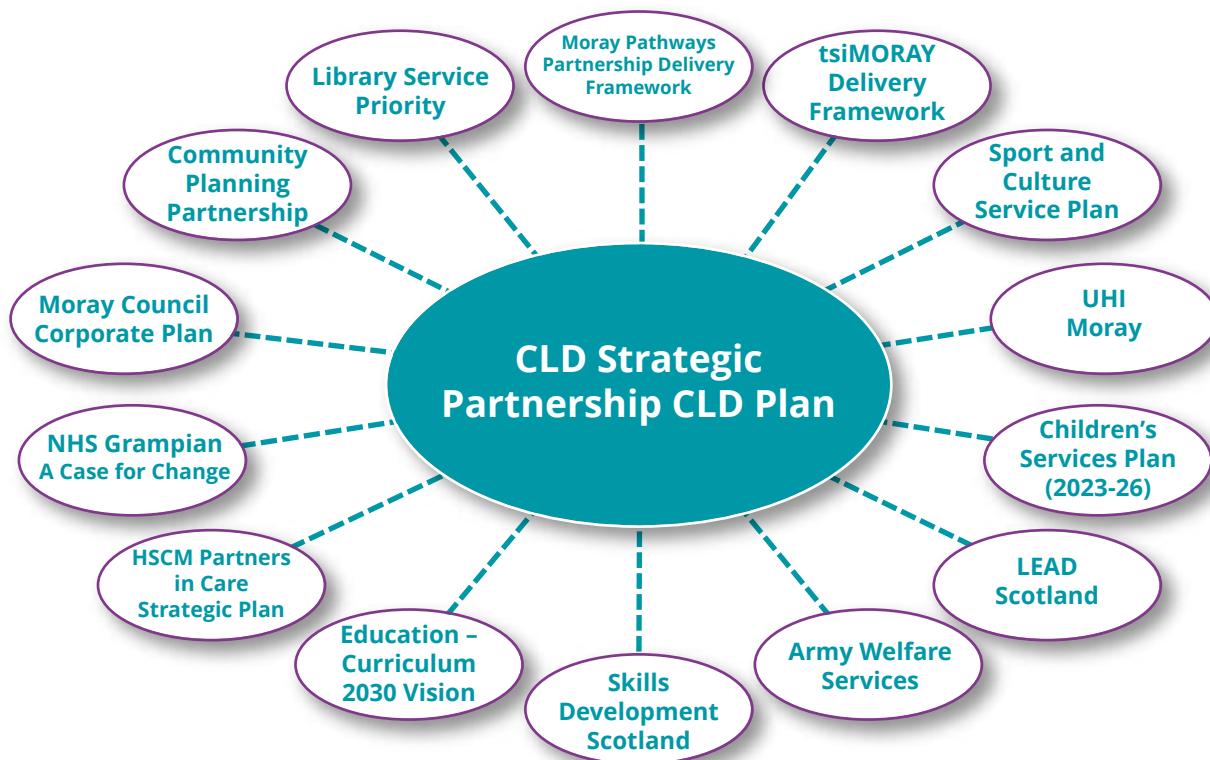 Moray Pathways
Partnership Delivery
Framework
tsiMORAY
Delivery
Framework
Library Service
Priority
Sport and
Culture
Service Plan
Community
Planning
Partnership
UHI
Moray
Moray Council
Corporate Plan
CLD Strategic
Partnership CLD Plan
Children’s
Services Plan
(2023-26)
NHS Grampian
A Case for Change
LEAD
Scotland
HSCM Partners
in Care
Strategic Plan
Army Welfare
Services
Education –
Curriculum
2030 Vision
Skills
Development
Scotland